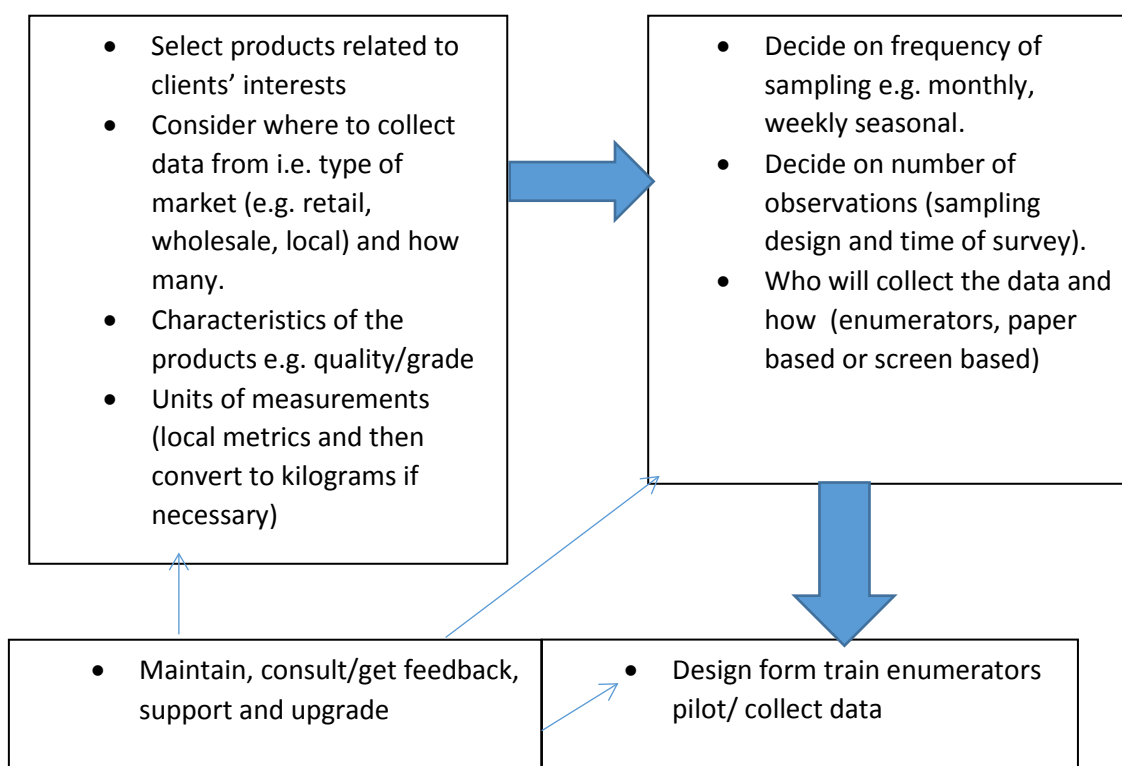 • Select products related to
clients’ interests
• Consider where to collect
data from i.e. type of
market (e.g. retail,
wholesale, local) and how
many.
• Characteristics of the
products e.g. quality/grade
• Units of measurements
(local metrics and then
convert to kilograms if
necessary)
• Decide on frequency of
sampling e.g. monthly,
weekly seasonal.
• Decide on number of
observations (sampling
design and time of survey).
• Who will collect the data and
how  (enumerators, paper
based or screen based)
• Maintain, consult/get feedback,
support and upgrade
• Design form train enumerators
pilot/ collect data